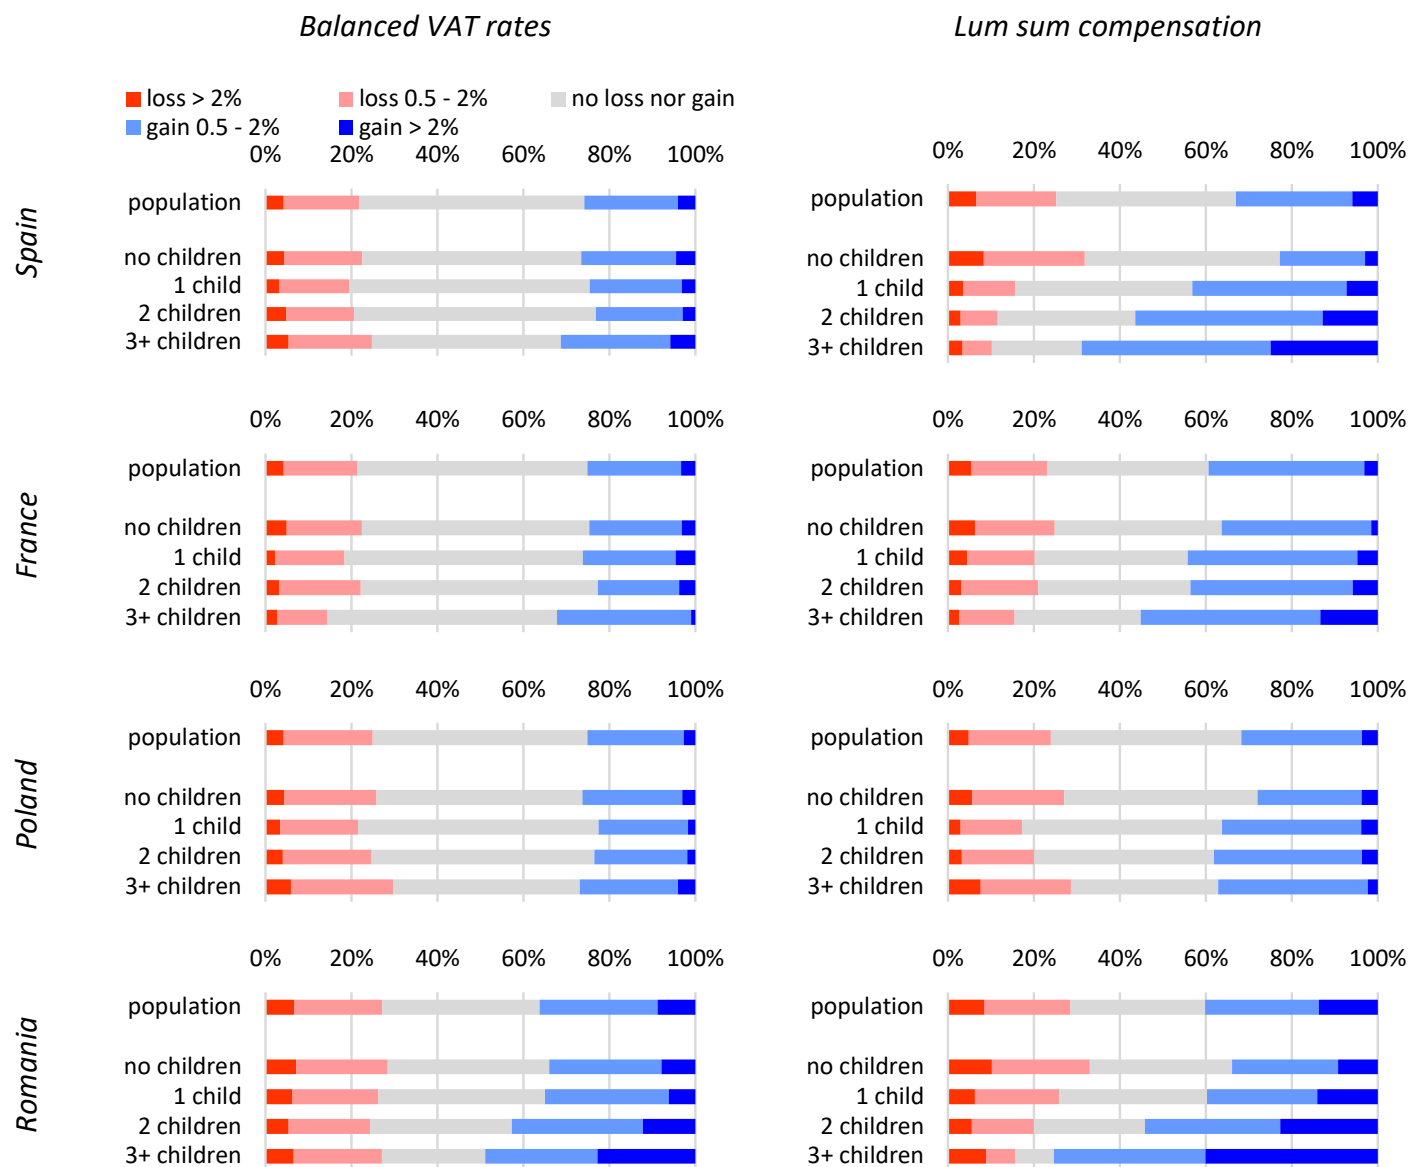 Balanced VAT rates
Lum sum compensation
loss > 2% loss 0.5 - 2% no loss nor gain
gain 0.5 - 2% gain > 2%
Spain
0% 20% 40% 60% 80% 100%
population
no children
1 child
2 children
3+ children
0% 20% 40% 60% 80% 100%
population
no children
1 child
2 children
3+ children
France
0% 20% 40% 60% 80% 100%
population
no children
1 child
2 children
3+ children
0% 20% 40% 60% 80% 100%
population
no children
1 child
2 children
3+ children
Poland
0% 20% 40% 60% 80% 100%
population
no children
1 child
2 children
3+ children
0% 20% 40% 60% 80% 100%
population
no children
1 child
2 children
3+ children
Romania
0% 20% 40% 60% 80% 100%
population
no children
1 child
2 children
3+ children
0% 20% 40% 60% 80% 100%
population
no children
1 child
2 children
3+ children